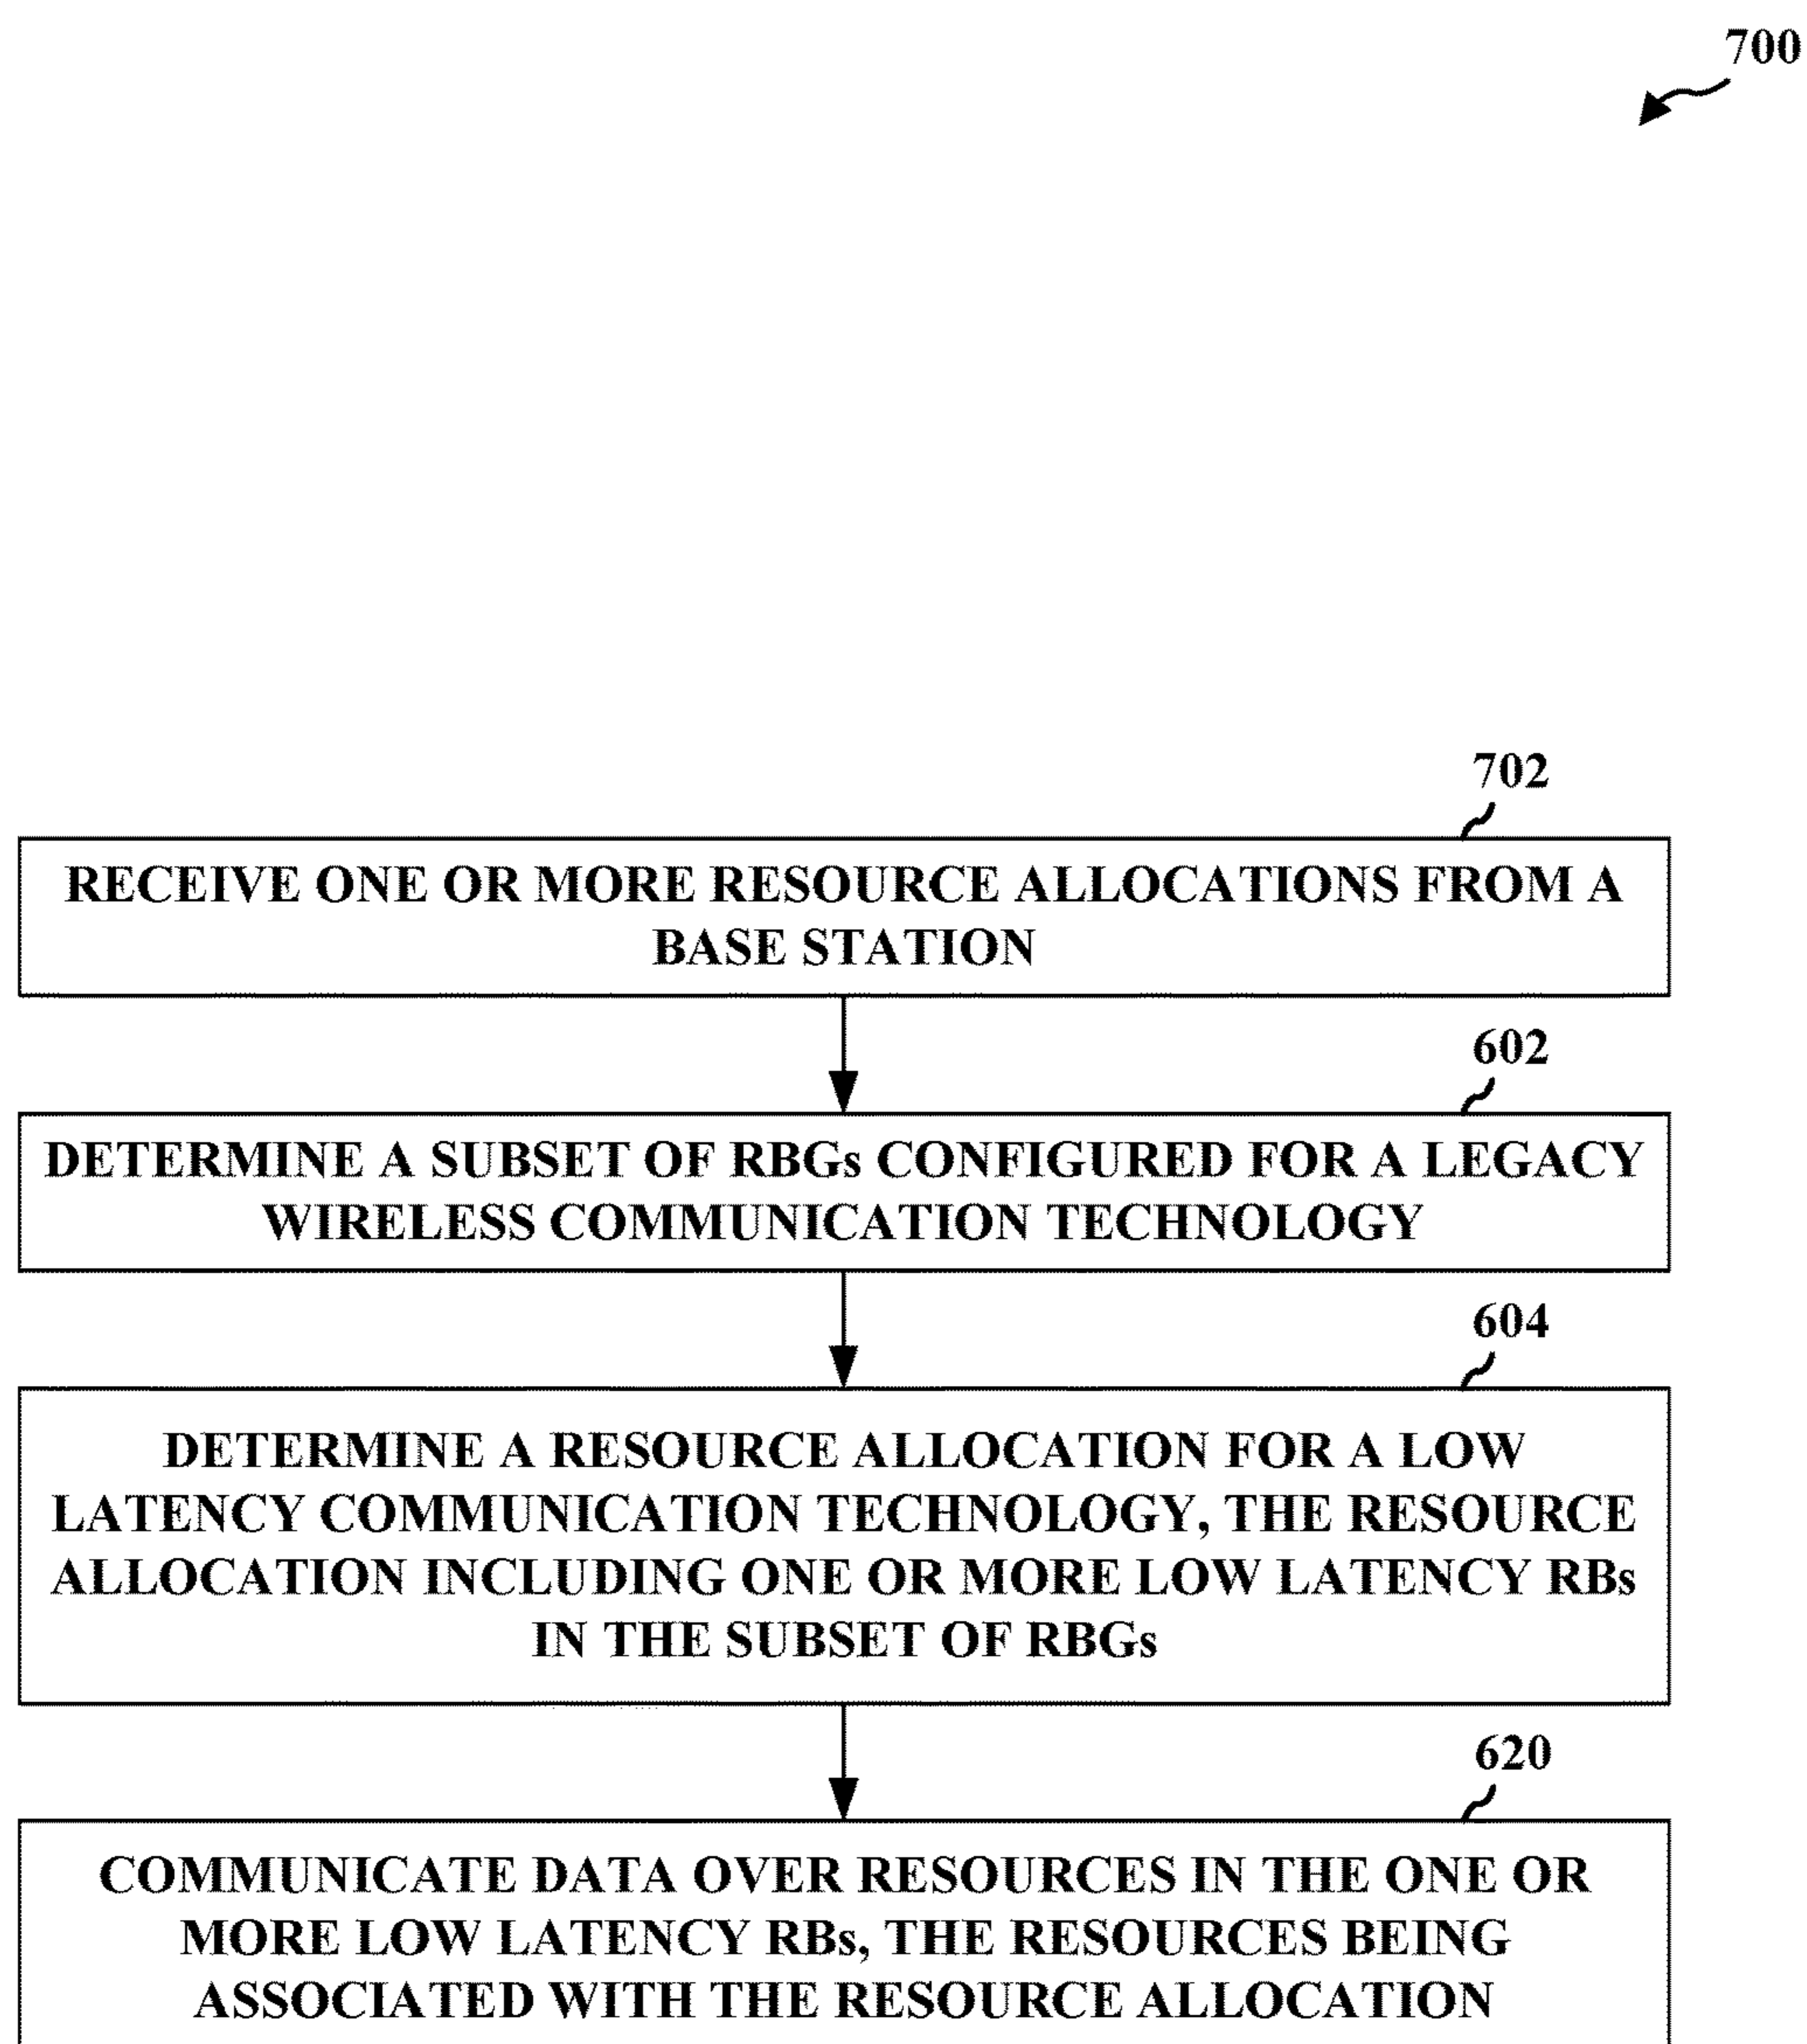 700
702
RECEIVE ONE OR MORE RESOURCE ALLOCATIONS FROM A
BASE STATION
602
DETERMINE A SUBSET OF RBGs CONFIGURED FOR A LEGACY
WIRELESS COMMUNICATION TECHNOLOGY
604
DETERMINE A RESOURCE ALLOCATION FOR A LOW
LATENCY COMMUNICATION TECHNOLOGY, THE RESOURCE
ALLOCATION INCLUDING ONE OR MORE LOW LATENCY RBs
IN THE SUBSET OF RBGs
620
COMMUNICATE DATA OVER RESOURCES IN THE ONE OR
MORE LOW LATENCY RBs, THE RESOURCES BEING
ASSOCIATED WITH THE RESOURCE ALLOCATION